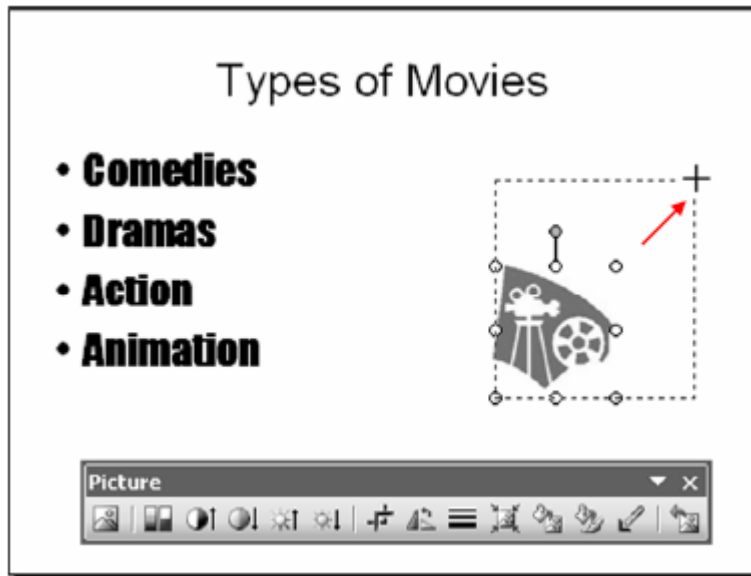 Types of Movies
• Comedies
• Dramas
• Action
• Animation
Picture